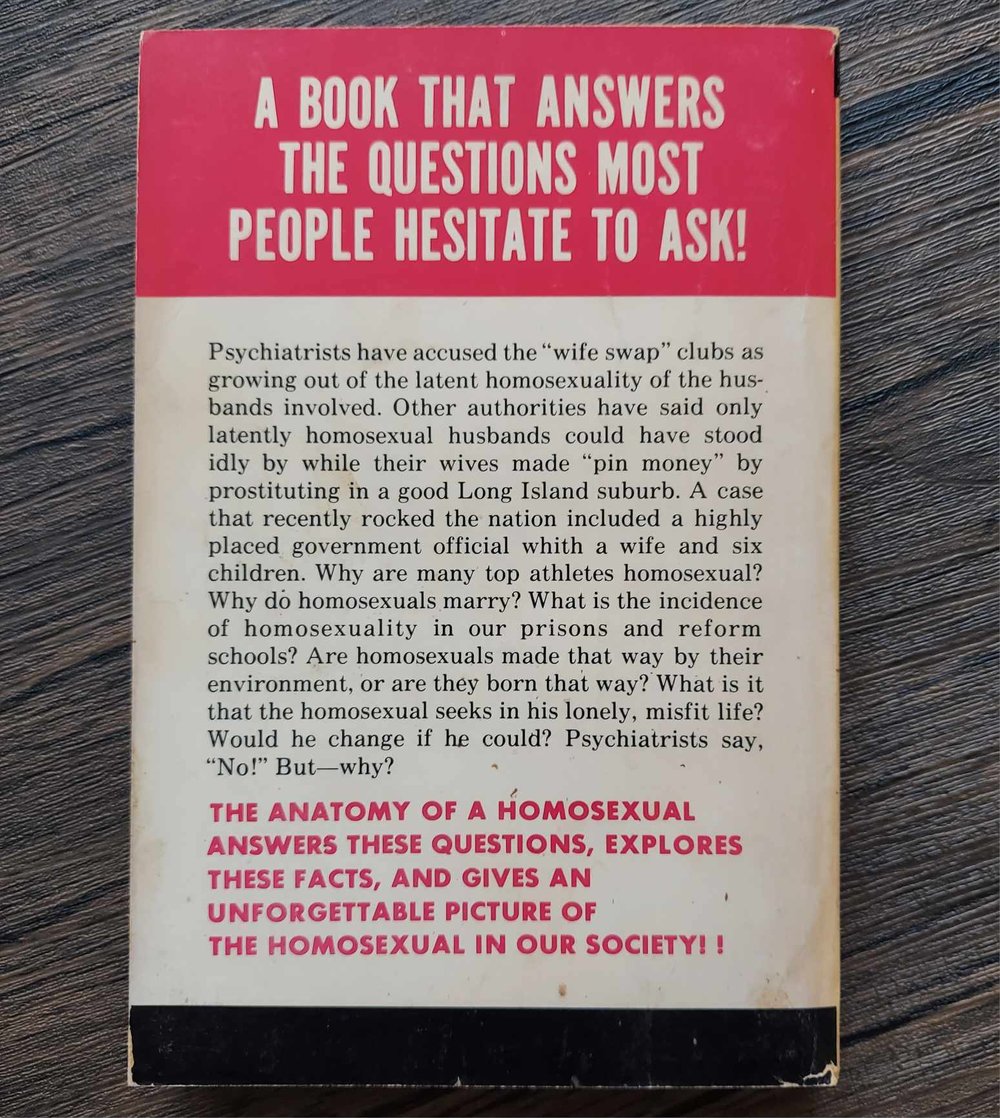 A BOOK THAT ANSWERS
THE QUESTIONS MOST
PEOPLE HESITATE TO ASK!
Psychiatrists have accused the “wife swap” clubs as
growing out of the latent homosexuality of the hus-
bands involved. Other authorities have said only
latently homosexual husbands could have stood
idly by while their wives made “pin money” by
prostituting in a good Long Island suburb. A case
that recently rocked the nation included a highly
placed government official whith a wife and six
children. Why are many top athletes homosexual?
Why do homosexuals marry? What is the incidence
of homosexuality in our prisons and reform
schools? Are homosexuals made that way by their
environment, or are they born that way? What is it
that the homosexual seeks in his lonely, misfit life?
Would he change if he could? Psychiatrists say,
“No!” But—why?
THE ANATOMY OF A HOMOSEXUAL
ANSWERS THESE QUESTIONS, EXPLORES
THESE FACTS, AND GIVES AN
UNFORGETTABLE PICTURE OF
THE HOMOSEXUAL IN OUR SOCIETY! !